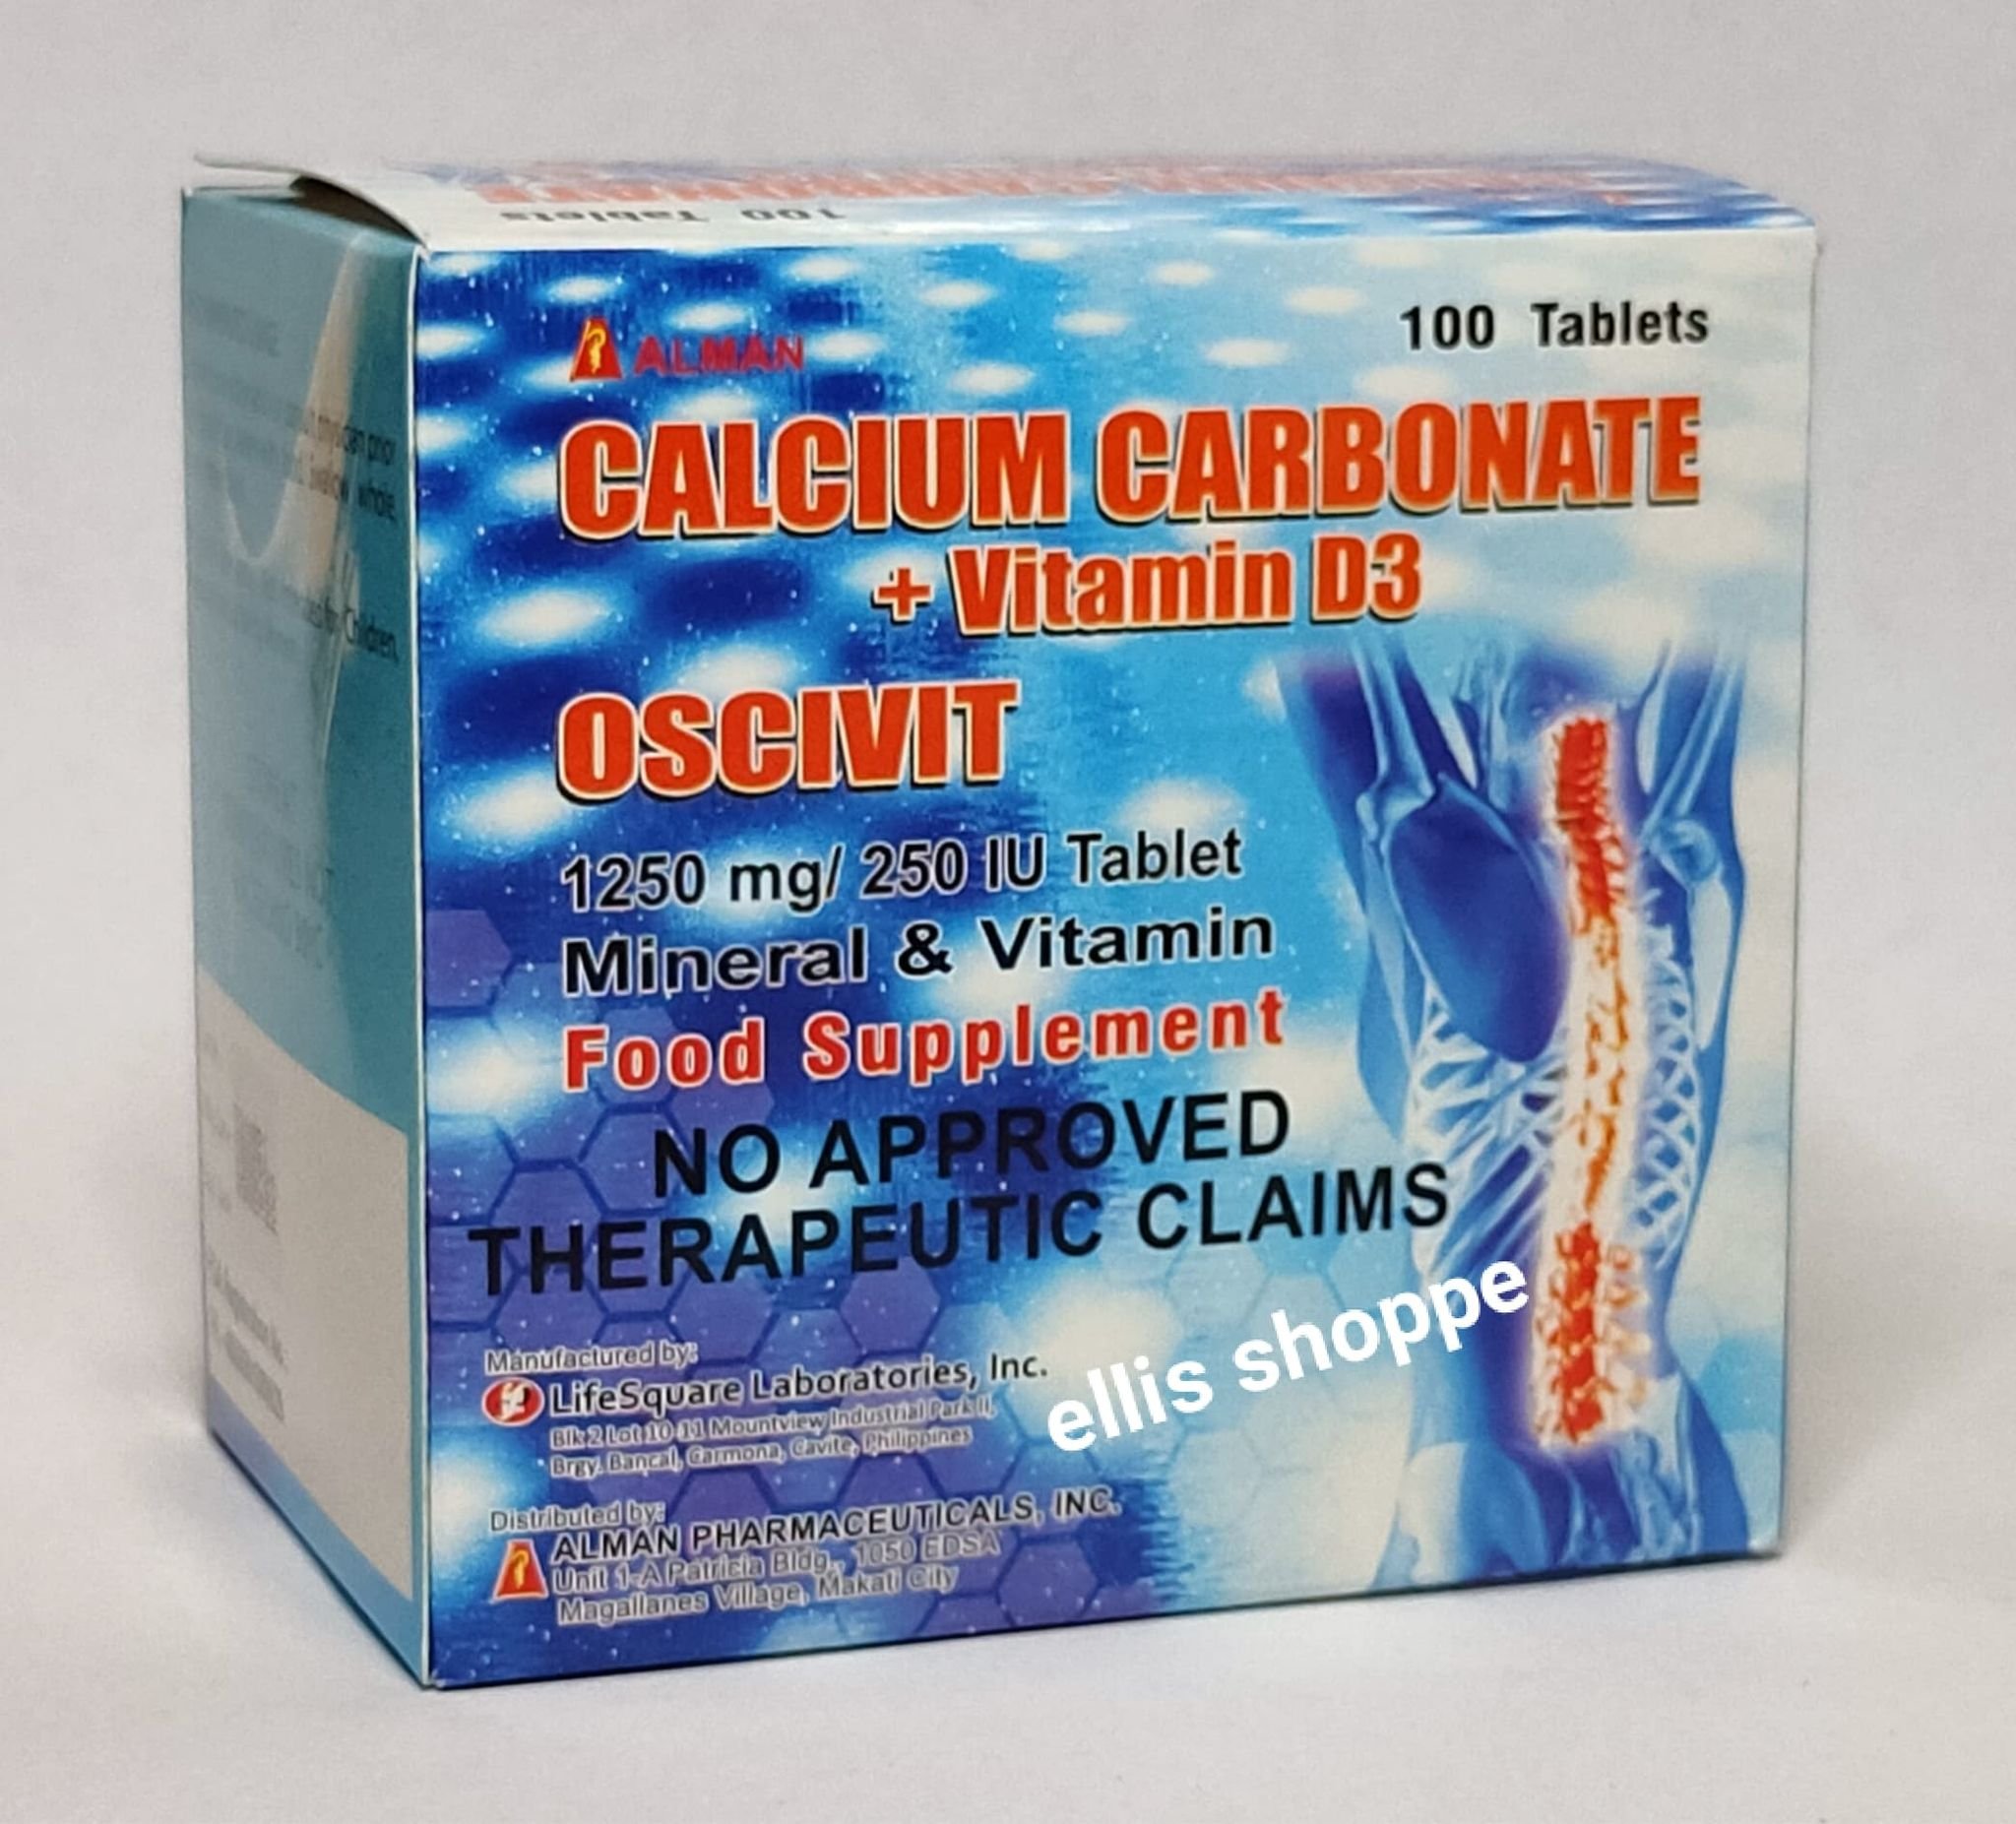 100 Tablets
ALMAN
100 Tablets
CALCIUM CARBONATE
+ Vitamin D3
OSCIVIT
1250 mg/ 250 IU Tablet
Mineral & Vitamin
Food Supplement
NO APPROVED
THERAPEUTIC CLAIMS
ellis shoppe
Manufactured by:
LifeSquare Laboratories, Inc.
Blk 2 Lot 10 11 Mountview Industrial Park II,
Brgy. Bancal, Carmona, Cavite, Philippines
Distributed by:
ALMAN PHARMACEUTICALS, INC.
Unit 1-A Patricia Bldg., 1050 EDSA
Magallanes Village, Makati City
prior
whole.
Children.